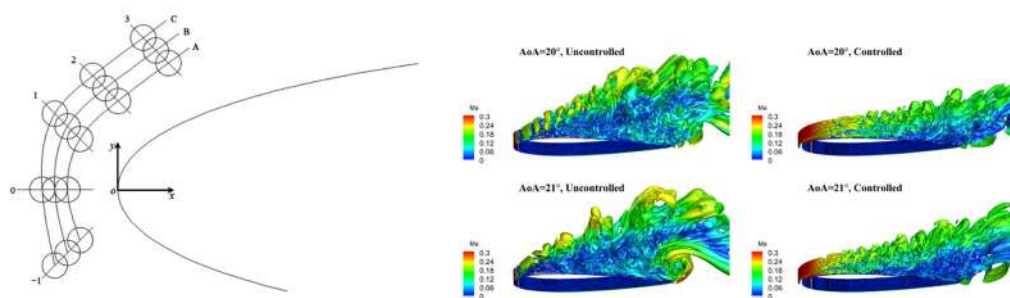 3
C
B
A
2
1
y
o
x
0
−1
AoA=20°, Uncontrolled
Ma
0.3
0.24
0.18
0.12
0.06
0
AoA=20°, Controlled
Ma
0.3
0.24
0.18
0.12
0.06
0
AoA=21°, Uncontrolled
Ma
0.3
0.24
0.18
0.12
0.06
0
AoA=21°, Controlled
Ma
0.3
0.24
0.18
0.12
0.06
0